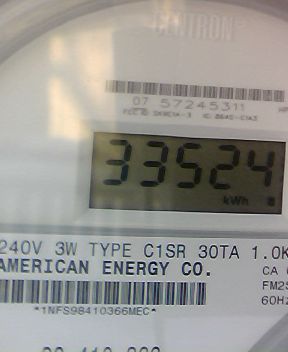 CENTRON
07 57245311
33524
kWh
240V 3W TYPE C1SR 30TA 1.0K
AMERICAN ENERGY CO. CA
FM2S
60Hz
*1NFS98410366MEC*